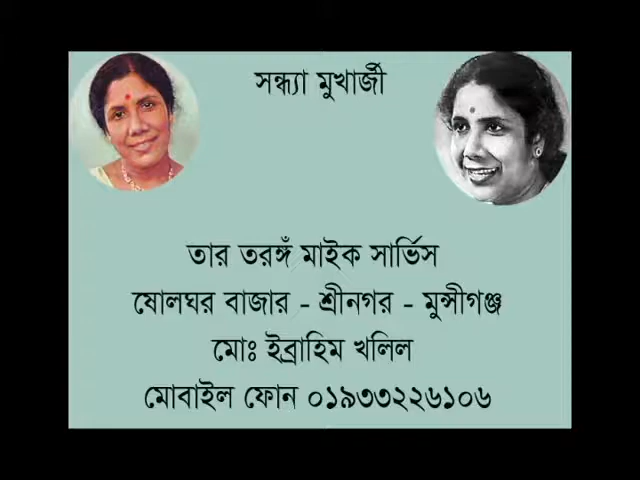 সন্ধ্যা মুখার্জী
তার তরঙ্গঁ মাইক সার্ভিস
ষোলঘর বাজার - শ্রীনগর - মুন্সীগঞ্জ
মোঃ ইব্রাহিম খলিল
মোবাইল ফোন ০১৯৩৩২২৬১০৬